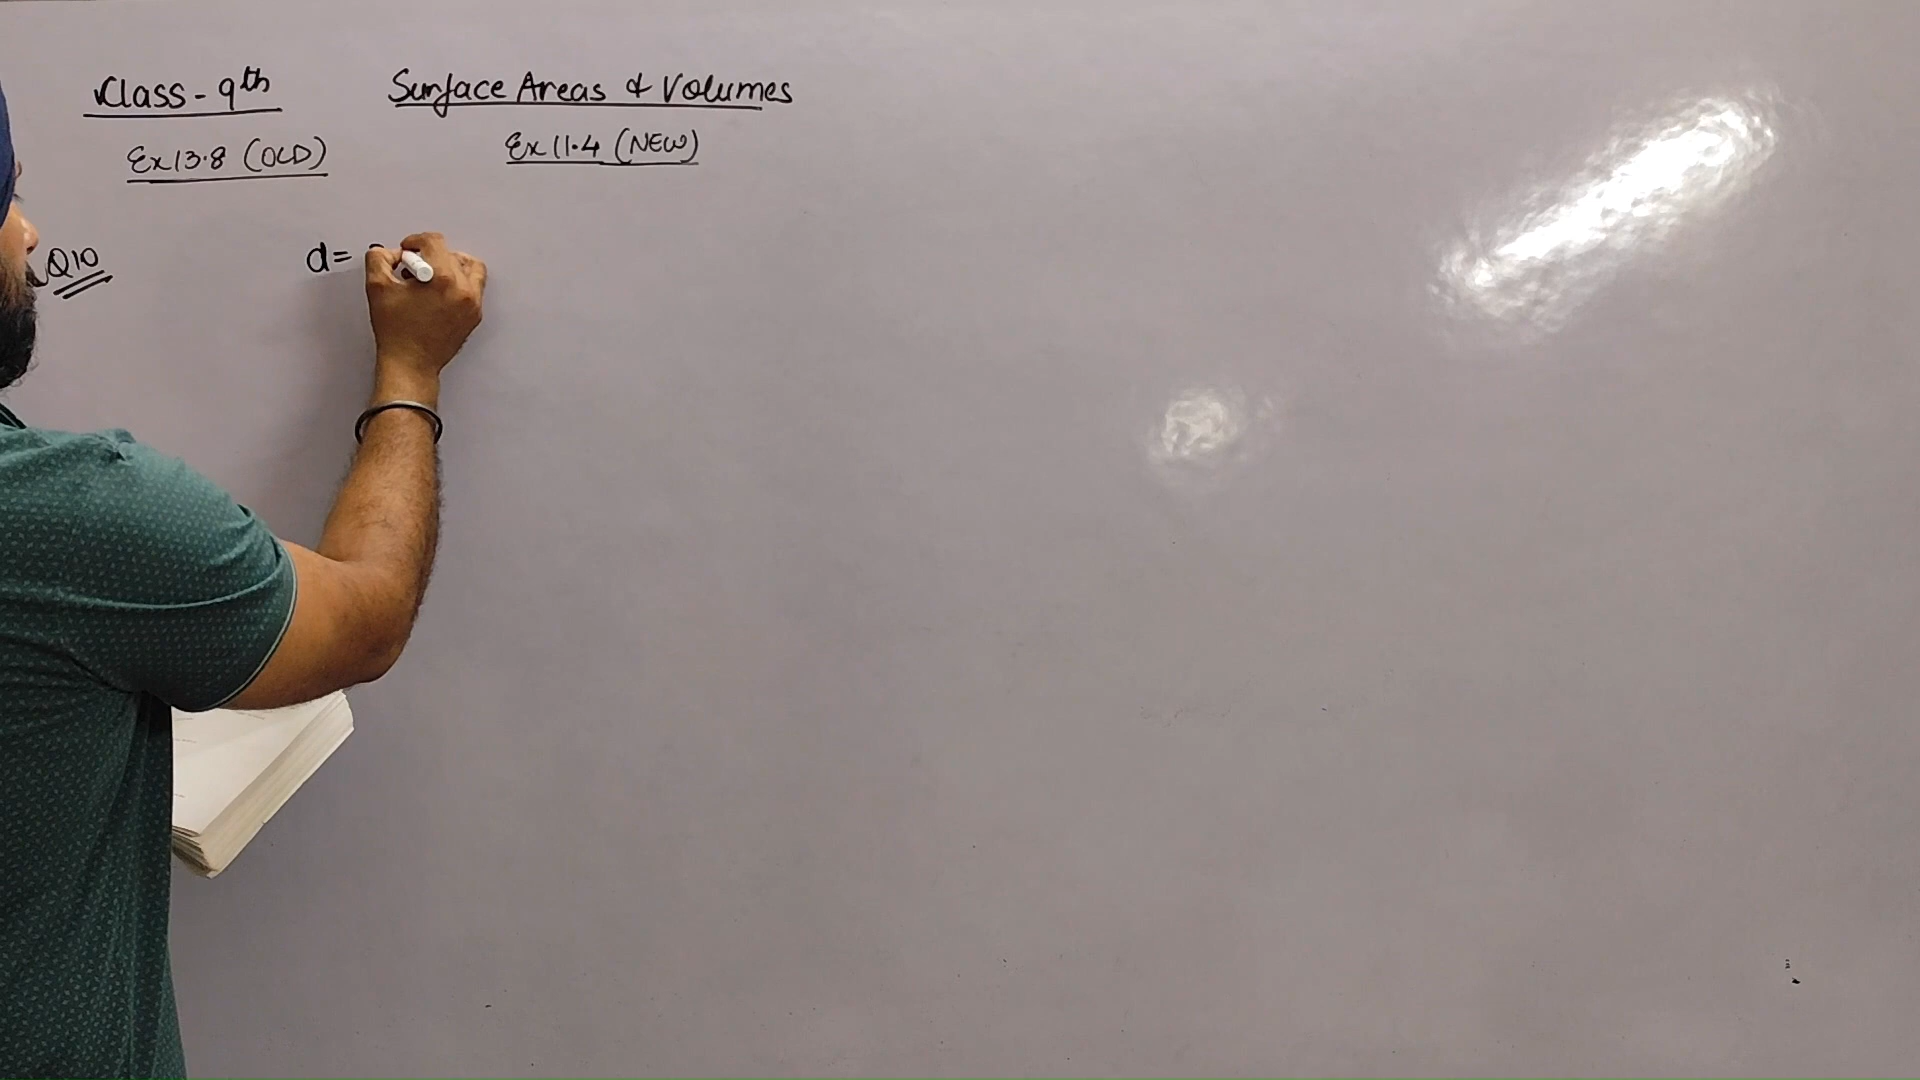 Class - 9th Surface Areas & Volumes
Ex 13.8 (OLD) Ex 11.4 (NEW)
Q10 d=